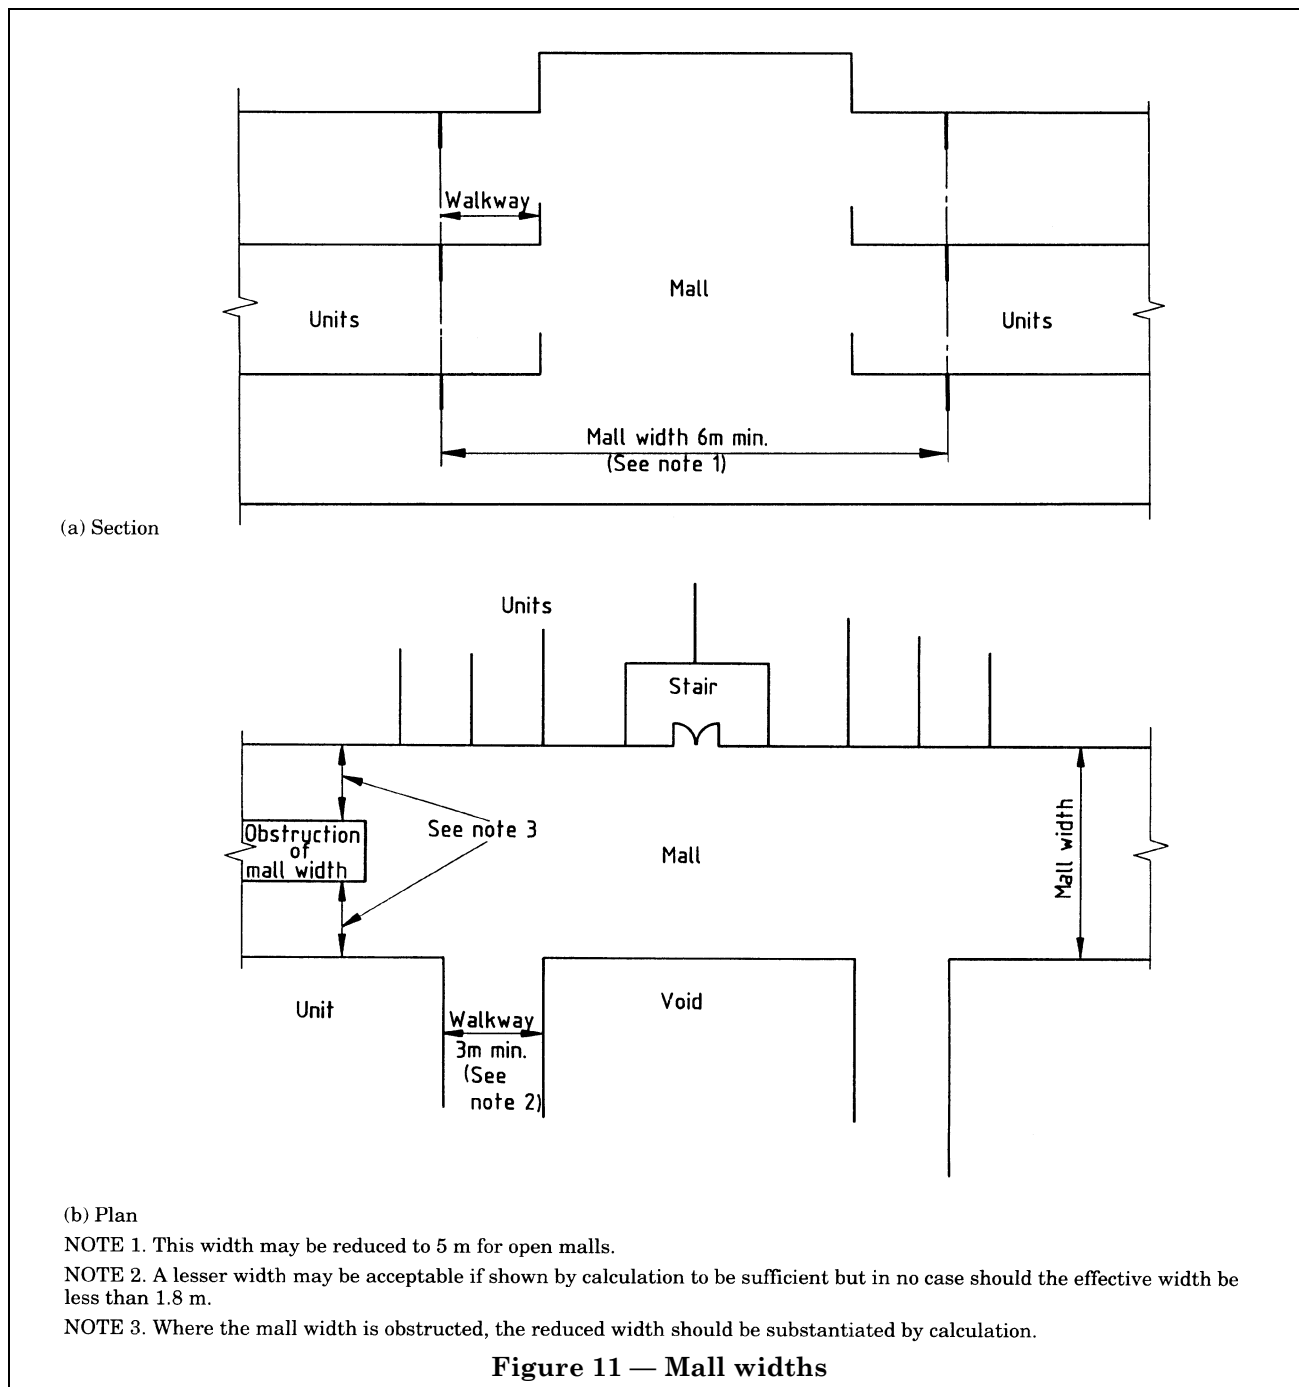 Walkway
Mall
Units
Units
Mall width 6m min.
(See note 1)
(a) Section
Units
Stair
Obstruction
of
mall width
See note 3
Mall
Mall width
Unit
Walkway
3m min.
(See
note 2)
Void
(b) Plan
NOTE 1. This width may be reduced to 5 m for open malls.
NOTE 2. A lesser width may be acceptable if shown by calculation to be sufficient but in no case should the effective width be
less than 1.8 m.
NOTE 3. Where the mall width is obstructed, the reduced width should be substantiated by calculation.
Figure 11 — Mall widths